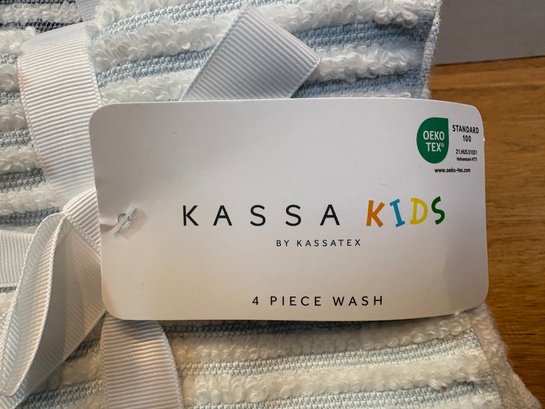 OEKO
TEX®
STANDARD
100
www.oeko-tex.com
KASSA KIDS
BY KASSATEX
4 PIECE WASH